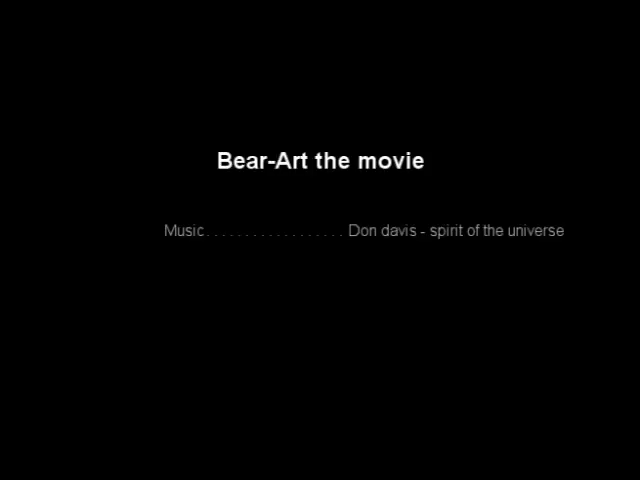 Bear-Art the movie
Music . . . . . . . . . . . . . . . . . . Don davis - spirit of the universe